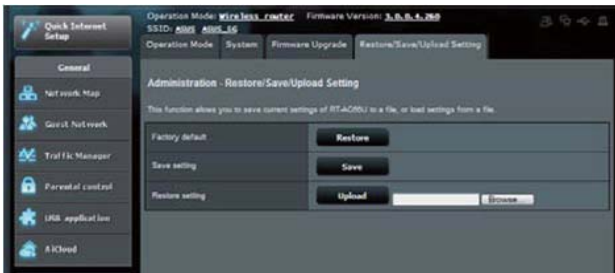 Quick Internet
Setup
Operation Mode: Wireless router Firmware Version: 3.0.0.4.260
SSID: ASUS ASUS_5G
Operation Mode System Firmware Upgrade Restore/Save/Upload Setting
General
Network Map
Guest Network
Traffic Manager
Parental control
USB application
AiCloud
Administration - Restore/Save/Upload Setting
This function allows you to save current settings of RT-AC66U to a file, or load settings from a file.
Factory default Restore
Save setting Save
Restore setting Upload Browse...